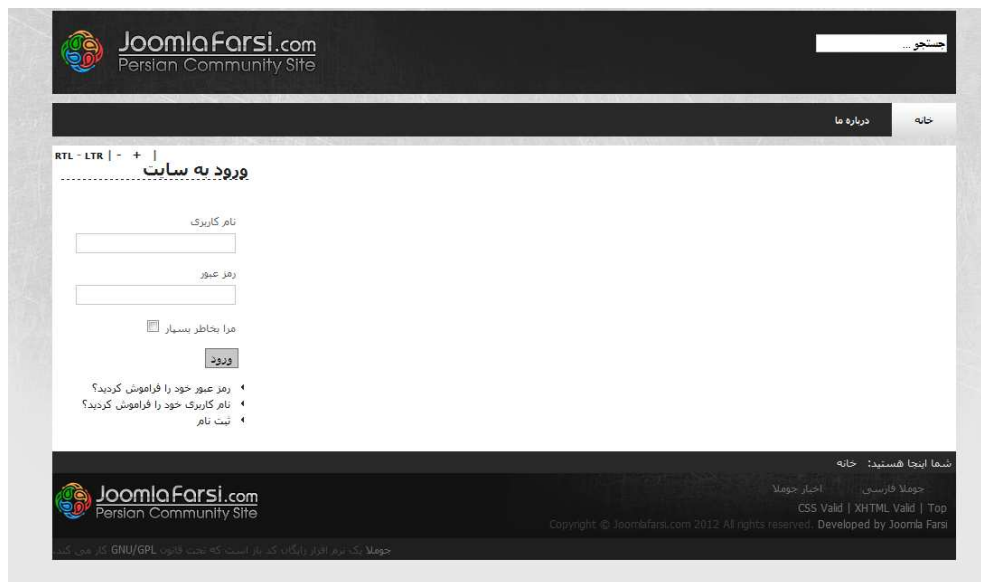 JoomlaFarsi.com
Persian Community Site
جستجو ...
خانه
درباره ما
RTL - LTR | - + |
ورود به سایت
نام کاربری
رمز عبور
مرا بخاطر بسپار
ورود
رمز عبور خود را فراموش کردید؟
نام کاربری خود را فراموش کردید؟
ثبت نام
شما اینجا هستید: خانه
JoomlaFarsi.com
Persian Community Site
جوملا فارسی اخبار جوملا
CSS Valid | XHTML Valid | Top
Copyright © Joomlafarsi.com 2012 All rights reserved. Developed by Joomla Farsi
جوملا یک نرم افزار رایگان کد باز است که تحت قانون GNU/GPL کار می کند.